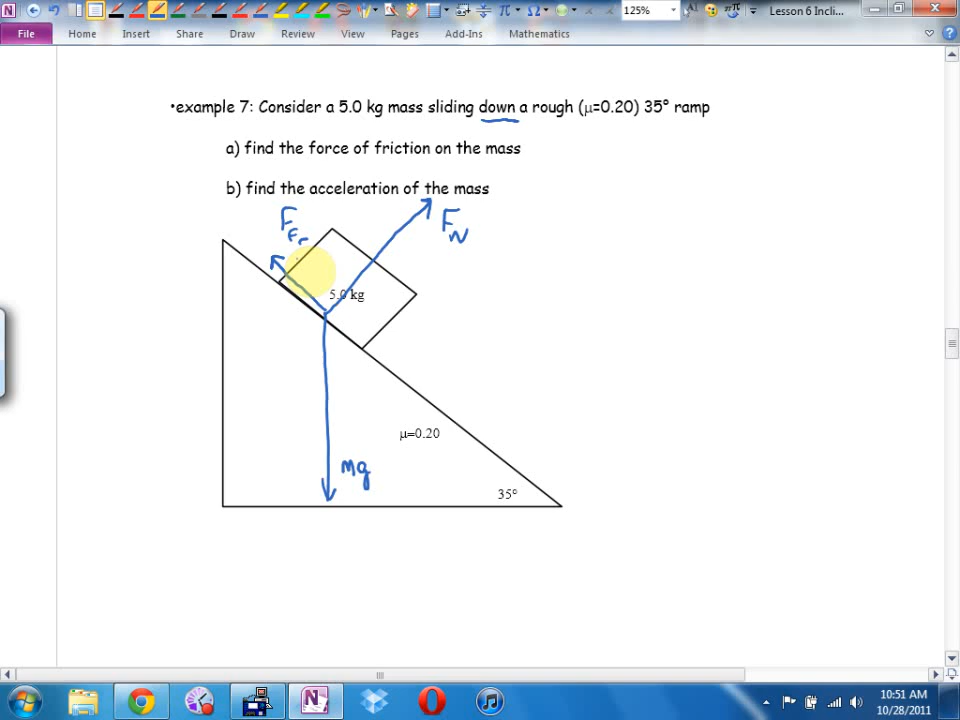 125%
Lesson 6 Incli...
File Home Insert Share Draw Review View Pages Add-Ins Mathematics
•example 7: Consider a 5.0 kg mass sliding down a rough (μ=0.20) 35° ramp
a) find the force of friction on the mass
b) find the acceleration of the mass
F_Fr
F_N
5.0 kg
μ=0.20
mg
35°
10:51 AM
10/28/2011